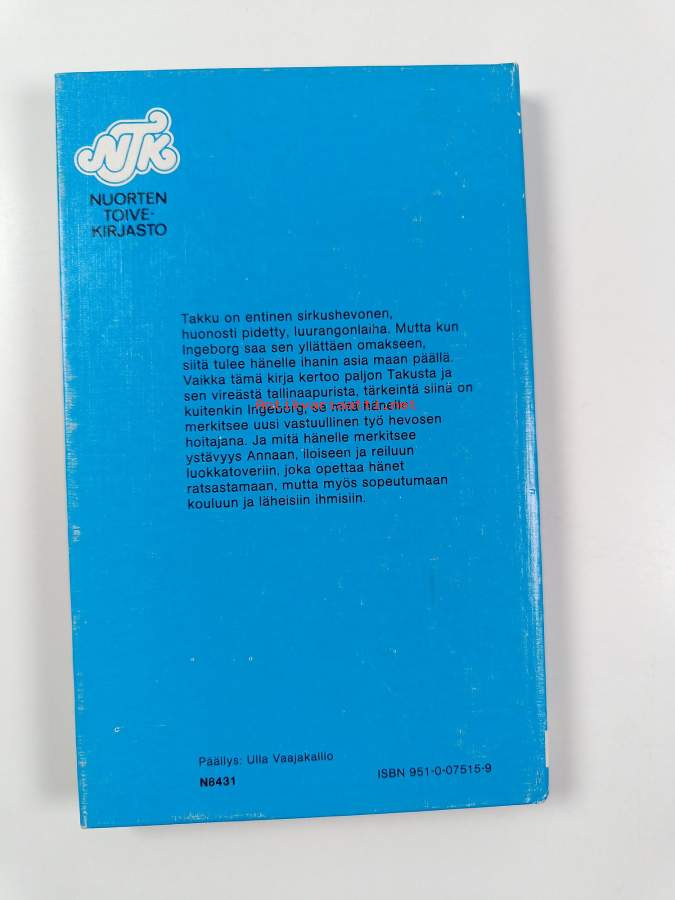 NTK
NUORTEN
TOIVE-
KIRJASTO
Takku on entinen sirkushevonen,
huonosti pidetty, luurangonlaiha. Mutta kun
Ingeborg saa sen yllättäen omakseen,
siitä tulee hänelle ihanin asia maan päällä.
Vaikka tämä kirja kertoo paljon Takusta ja
sen vireästä tallinaapurista, tärkeintä siinä on
kuitenkin Ingeborg, se mitä hänelle
merkitsee uusi vastuullinen työ hevosen
hoitajana. Ja mitä hänelle merkitsee
ystävyys Annaan, iloiseen ja reiluun
luokkatoveriin, joka opettaa hänet
ratsastamaan, mutta myös sopeutumaan
kouluun ja läheisiin ihmisiin.
Päällys: Ulla Vaajakallio
N8431
ISBN 951-0-07515-9